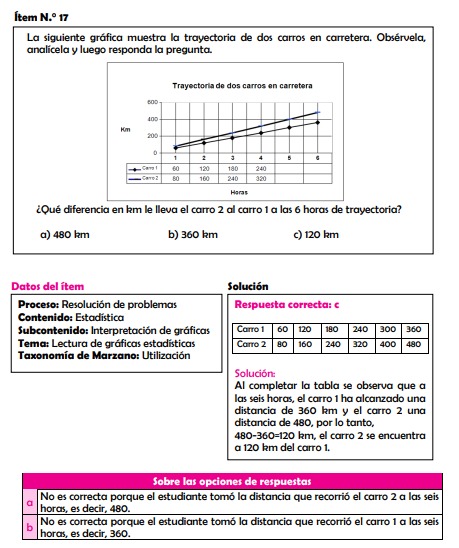 Ítem N.° 17
La siguiente gráfica muestra la trayectoria de dos carros en carretera. Obsérvela,
analícela y luego responda la pregunta.
Trayectoria de dos carros en carretera
600
400
200
0
Km
1 2 3 4 5 6
Carro 1 60 120 180 240
Carro 2 80 160 240 320
Horas
¿Qué diferencia en km le lleva el carro 2 al carro 1 a las 6 horas de trayectoria?
a) 480 km b) 360 km c) 120 km
Datos del ítem
Proceso: Resolución de problemas
Contenido: Estadística
Subcontenido: Interpretación de gráficas
Tema: Lectura de gráficas estadísticas
Taxonomía de Marzano: Utilización
Solución
Respuesta correcta: c
Carro 1 60 120 180 240 300 360
Carro 2 80 160 240 320 400 480
Solución:
Al completar la tabla se observa que a
las seis horas, el carro 1 ha alcanzado una
distancia de 360 km y el carro 2 una
distancia de 480, por lo tanto,
480-360=120 km, el carro 2 se encuentra
a 120 km del carro 1.
Sobre las opciones de respuestas
a No es correcta porque el estudiante tomó la distancia que recorrió el carro 2 a las seis
horas, es decir, 480.
b No es correcta porque el estudiante tomó la distancia que recorrió el carro 1 a las seis
horas, es decir, 360.